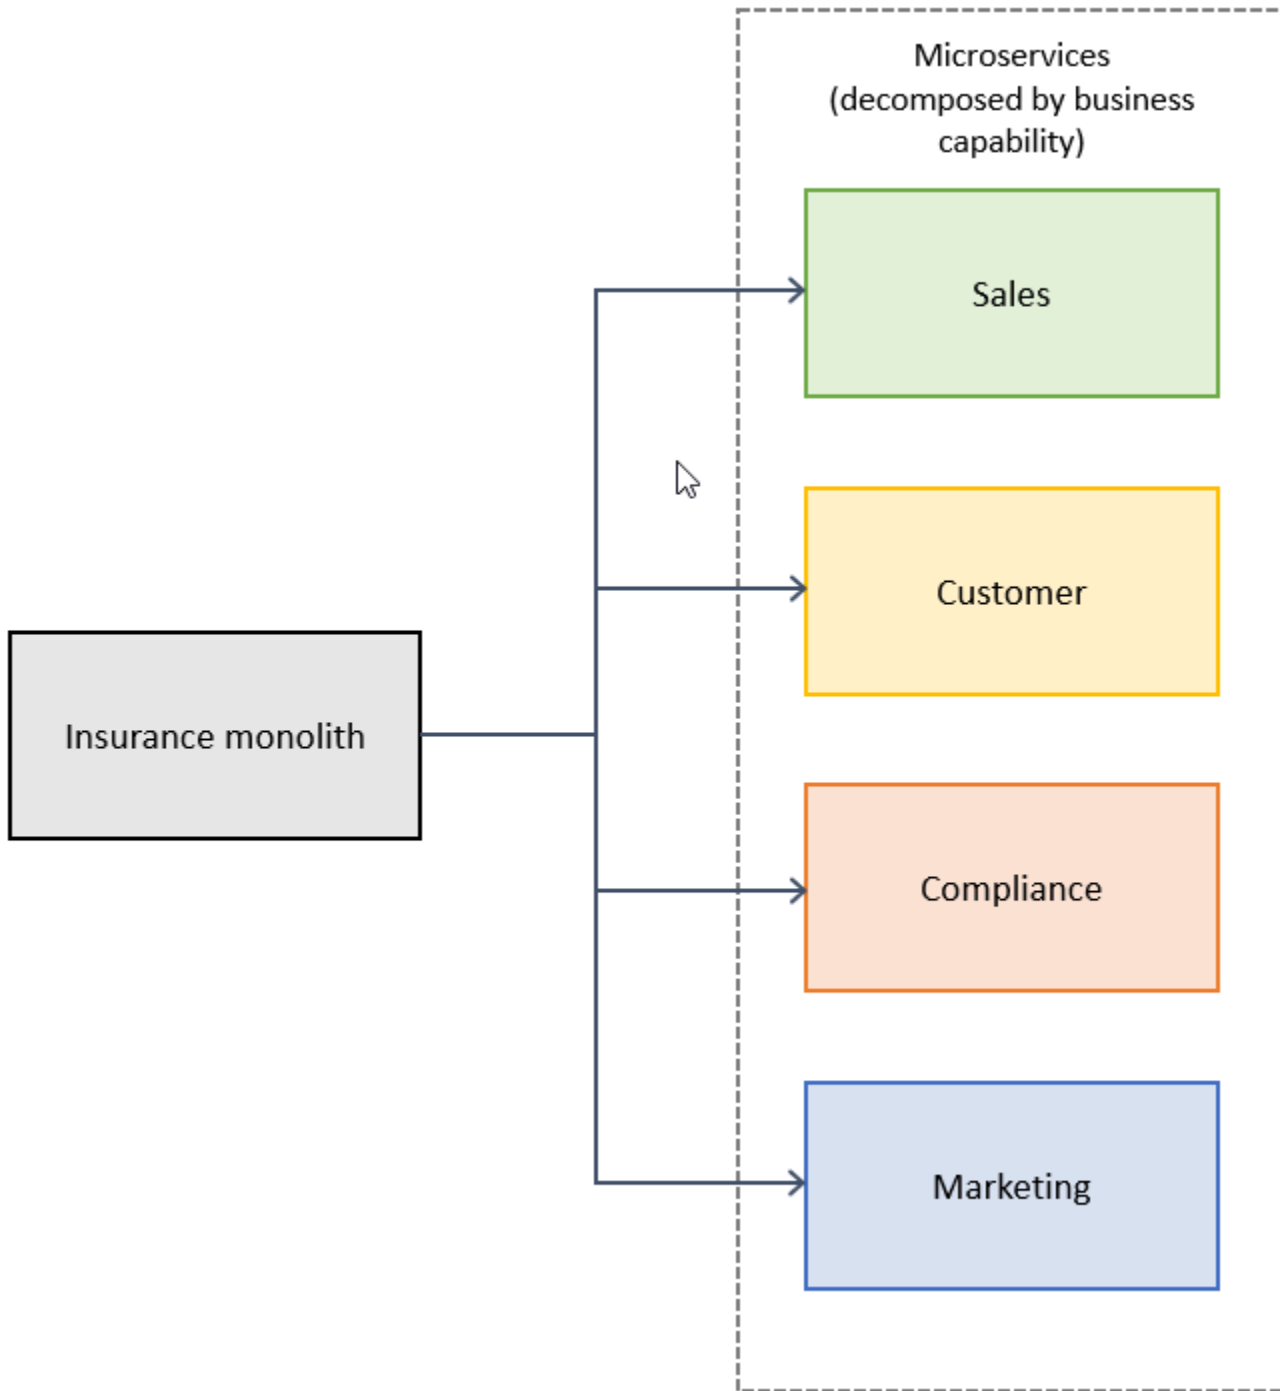 Microservices
(decomposed by business
capability)
Sales
Customer
Insurance monolith
Compliance
Marketing